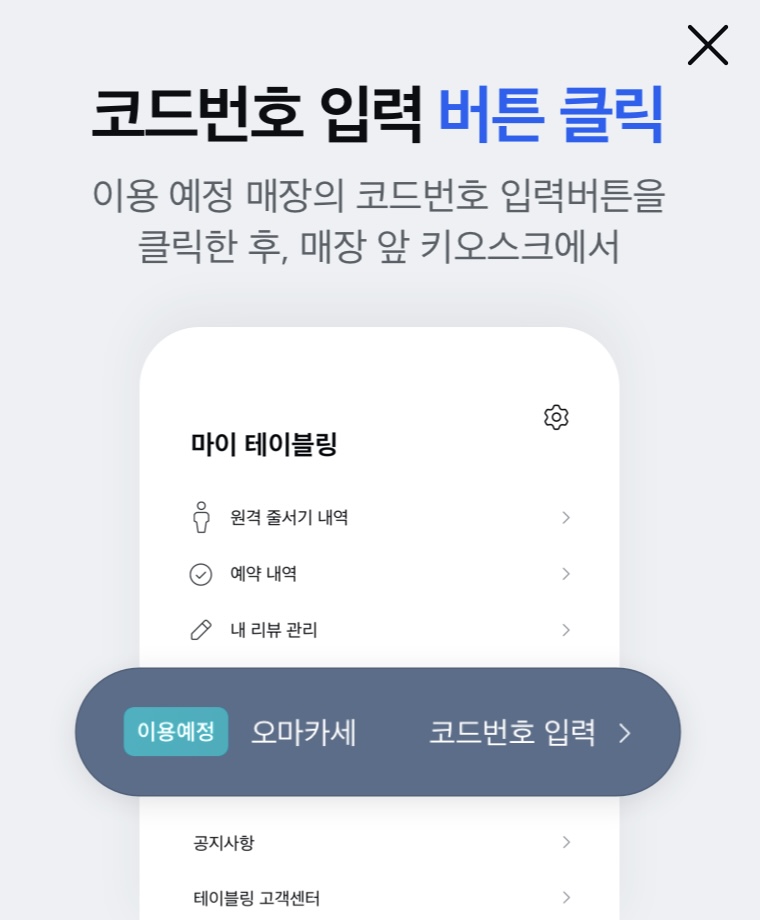 코드번호 입력 버튼 클릭
이용 예정 매장의 코드번호 입력버튼을
클릭한 후, 매장 앞 키오스크에서
마이 테이블링
원격 줄서기 내역
예약 내역
내 리뷰 관리
이용예정 오마카세 코드번호 입력
공지사항
테이블링 고객센터